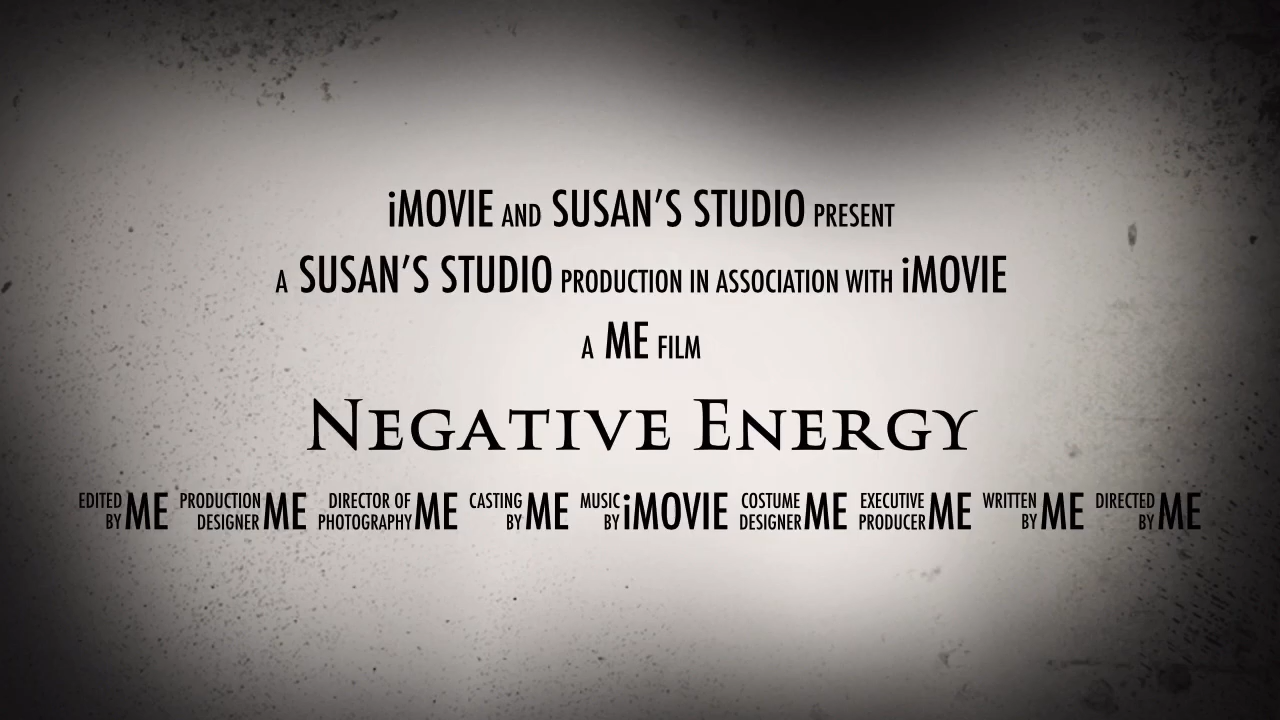 iMOVIE AND SUSAN'S STUDIO PRESENT
A SUSAN'S STUDIO PRODUCTION IN ASSOCIATION WITH iMOVIE
A ME FILM
NEGATIVE ENERGY
EDITED BY ME PRODUCTION DESIGNER ME DIRECTOR OF PHOTOGRAPHY ME CASTING BY ME MUSIC BY iMOVIE COSTUME DESIGNER ME EXECUTIVE PRODUCER ME WRITTEN BY ME DIRECTED BY ME